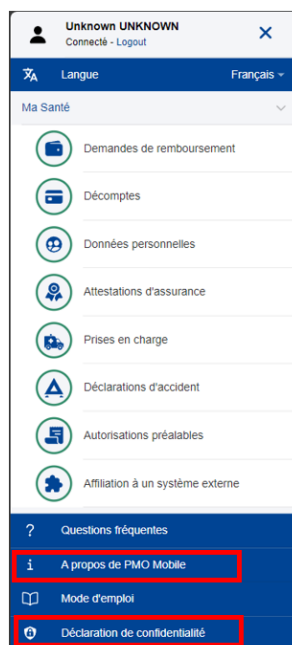 Unknown UNKNOWN
Connecté - Logout
Langue
Français
Ma Santé
Demandes de remboursement
Décomptes
Données personnelles
Attestations d'assurance
Prises en charge
Déclarations d'accident
Autorisations préalables
Affiliation à un système externe
Questions fréquentes
A propos de PMO Mobile
Mode d'emploi
Déclaration de confidentialité